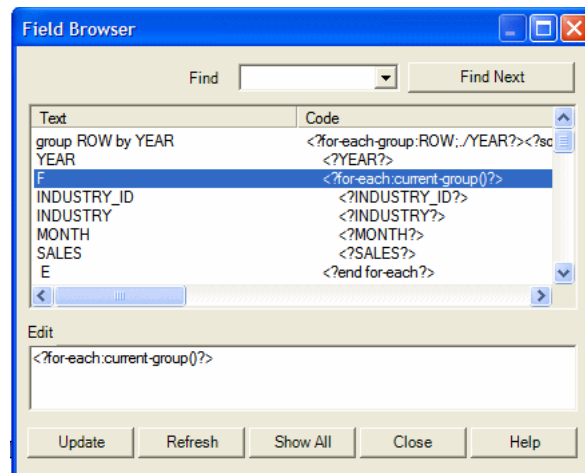 Field Browser
Find
Find Next
Text Code
group ROW by YEAR <?for-each-group:ROW;./YEAR?><?sc
YEAR <?YEAR?>
F <?for-each:current-group()?>
INDUSTRY_ID <?INDUSTRY_ID?>
INDUSTRY <?INDUSTRY?>
MONTH <?MONTH?>
SALES <?SALES?>
E <?end for-each?>
Edit
<?for-each:current-group()?>
Update Refresh Show All Close Help